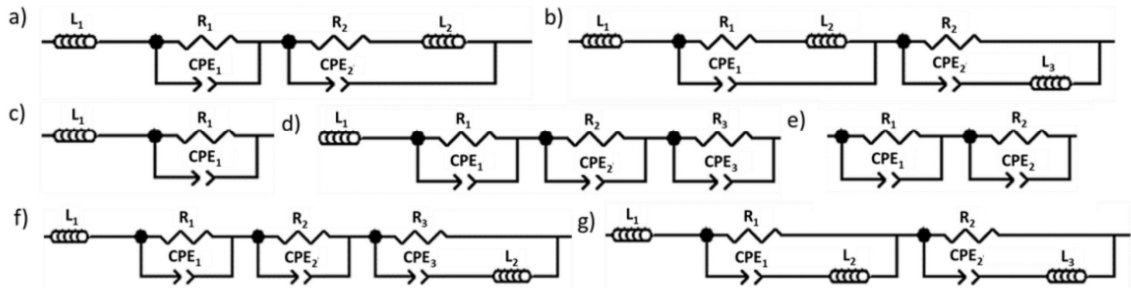 a) L₁ R₁ R₂ L₂
CPE₁ CPE₂
b) L₁ R₁ L₂ R₂
CPE₁ CPE₂ L₃
c) L₁ R₁
CPE₁
d) L₁ R₁ R₂ R₃
CPE₁ CPE₂ CPE₃
e) R₁ R₂
CPE₁ CPE₂
f) L₁ R₁ R₂ R₃
CPE₁ CPE₂ CPE₃ L₂
g) L₁ R₁ R₂
CPE₁ L₂ CPE₂ L₃